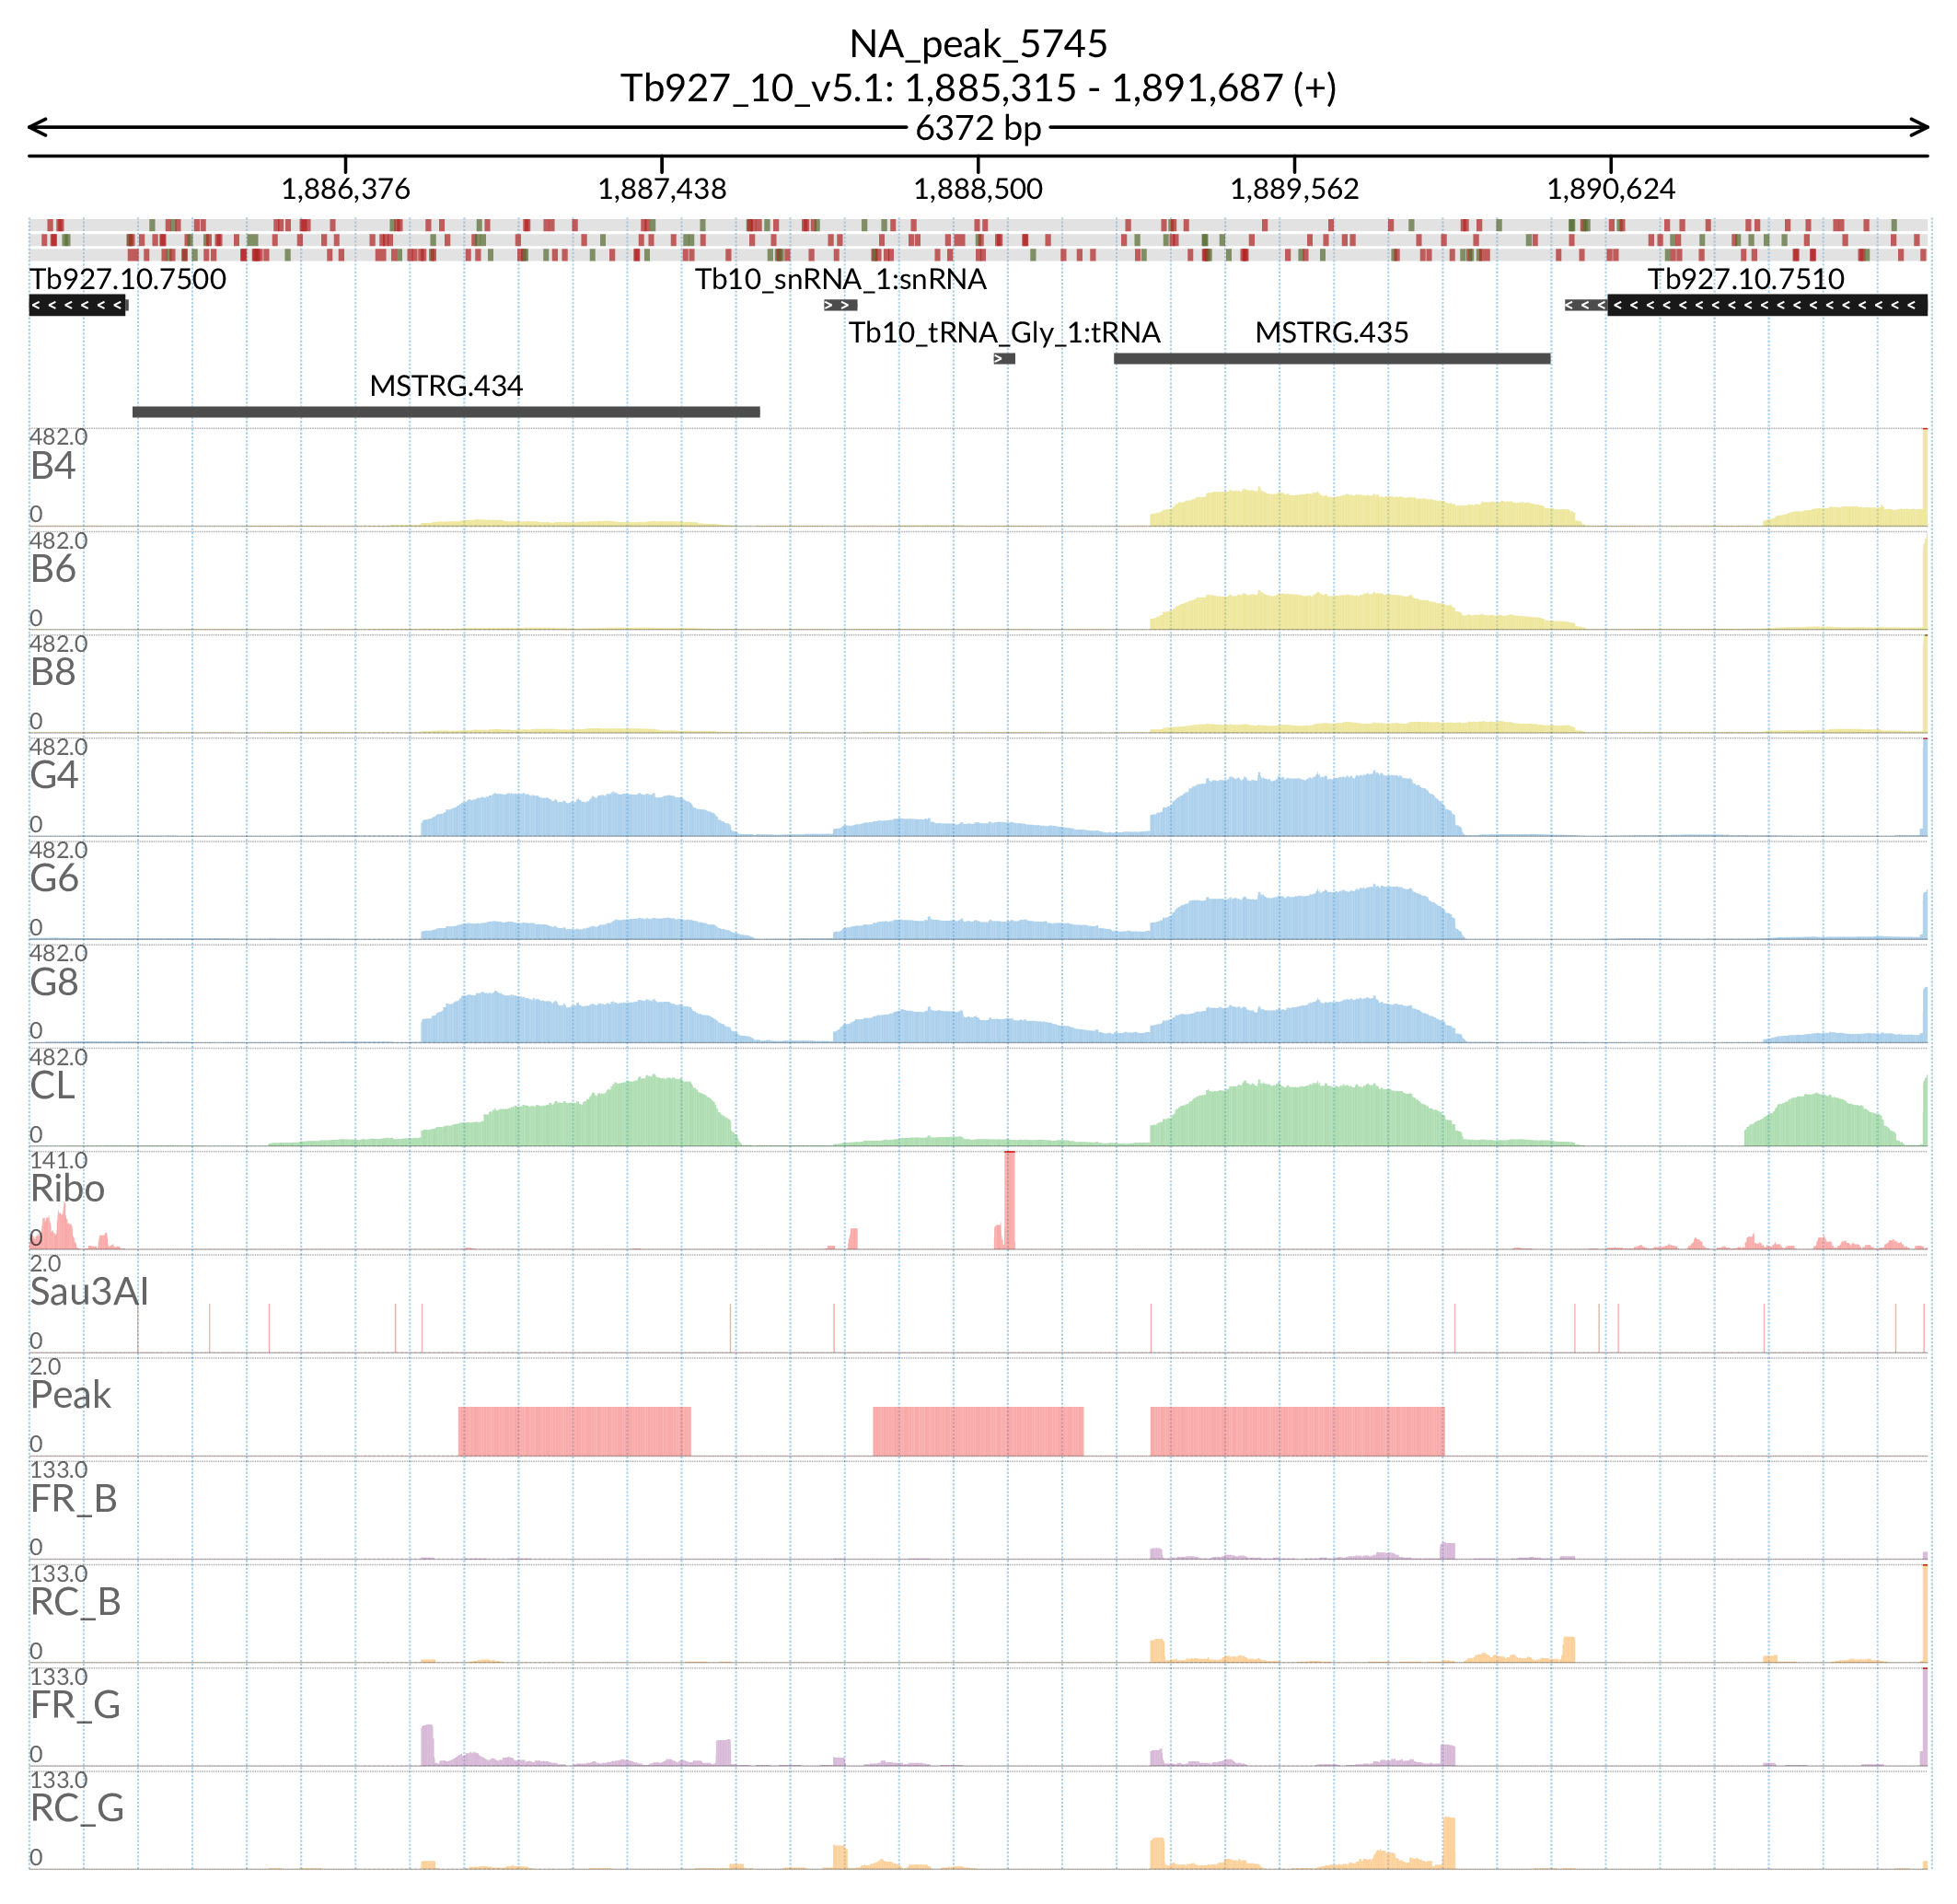 NA_peak_5745
Tb927_10_v5.1: 1,885,315 - 1,891,687 (+)
6372 bp
1,886,376 1,887,438 1,888,500 1,889,562 1,890,624
Tb927.10.7500 Tb10_snRNA_1:snRNA Tb927.10.7510
Tb10_tRNA_Gly_1:tRNA MSTRG.435
MSTRG.434
482.0
B4
0
482.0
B6
0
482.0
B8
0
482.0
G4
0
482.0
G6
0
482.0
G8
0
482.0
CL
0
141.0
Ribo
0
2.0
Sau3AI
0
2.0
Peak
0
133.0
FR_B
0
133.0
RC_B
0
133.0
FR_G
0
133.0
RC_G
0